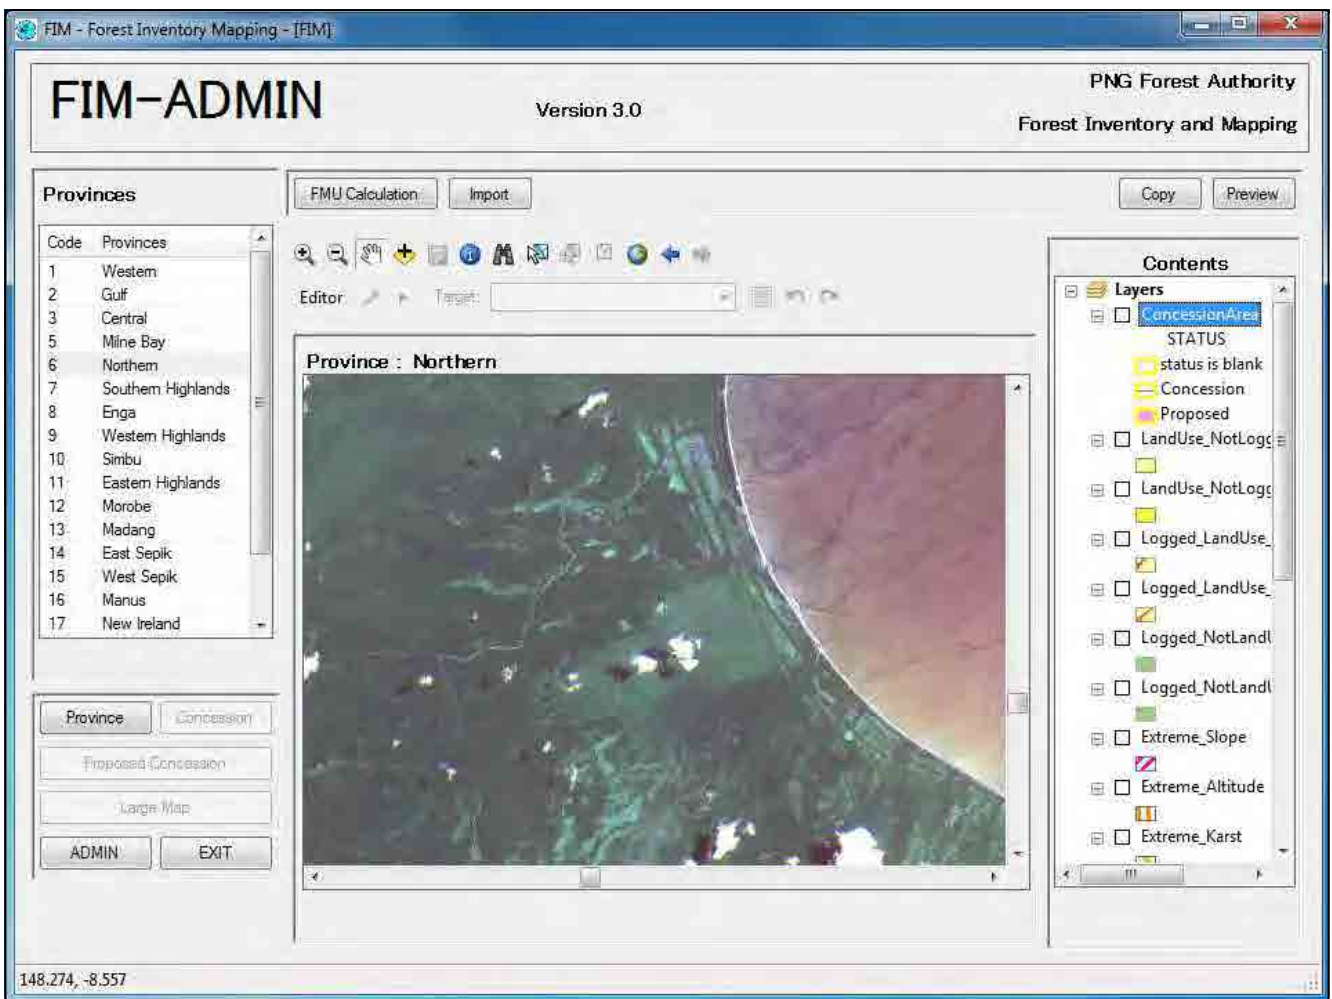 FIM - Forest Inventory Mapping - [FIM]
FIM-ADMIN
Version 3.0
PNG Forest Authority
Forest Inventory and Mapping
Provinces
FMU Calculation Import Copy Preview
Code Provinces
1 Western
2 Gulf
3 Central
5 Milne Bay
6 Northern
7 Southern Highlands
8 Enga
9 Western Highlands
10 Simbu
11 Eastern Highlands
12 Morobe
13 Madang
14 East Sepik
15 West Sepik
16 Manus
17 New Ireland
Province Concession
Proposed Concession
Large Map
ADMIN EXIT
Editor Target:
Province : Northern
Contents
Layers
ConcessionArea
STATUS
status is blank
Concession
Proposed
LandUse_NotLogg
LandUse_NotLogg
Logged_LandUse_
Logged_LandUse_
Logged_NotLandU
Logged_NotLandU
Extreme_Slope
Extreme_Altitude
Extreme_Karst
148.274, -8.557